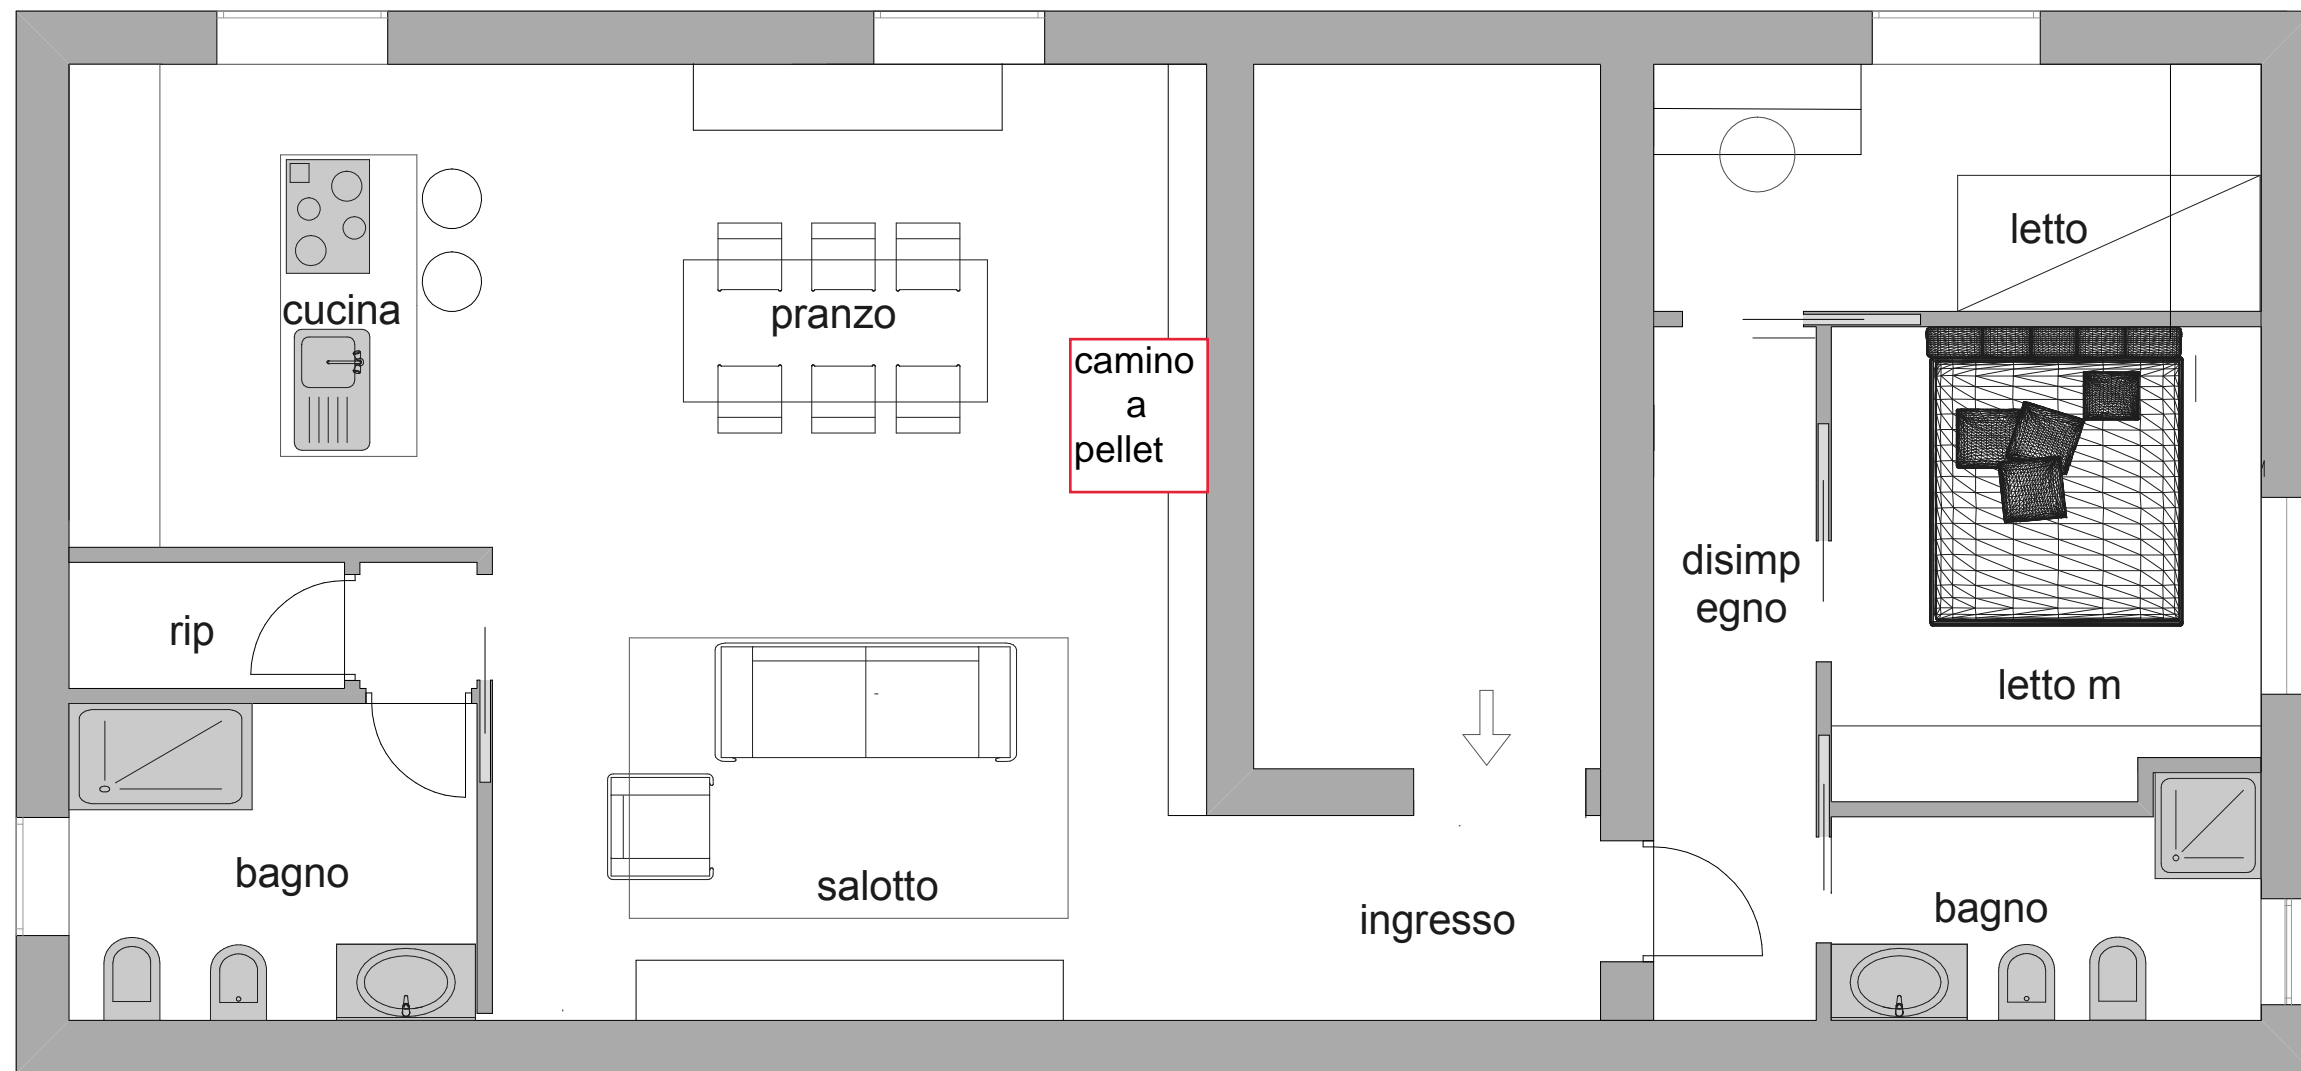 letto
cucina
pranzo
camino
a
pellet
disimp
egno
rip
letto m
bagno
salotto
ingresso
bagno